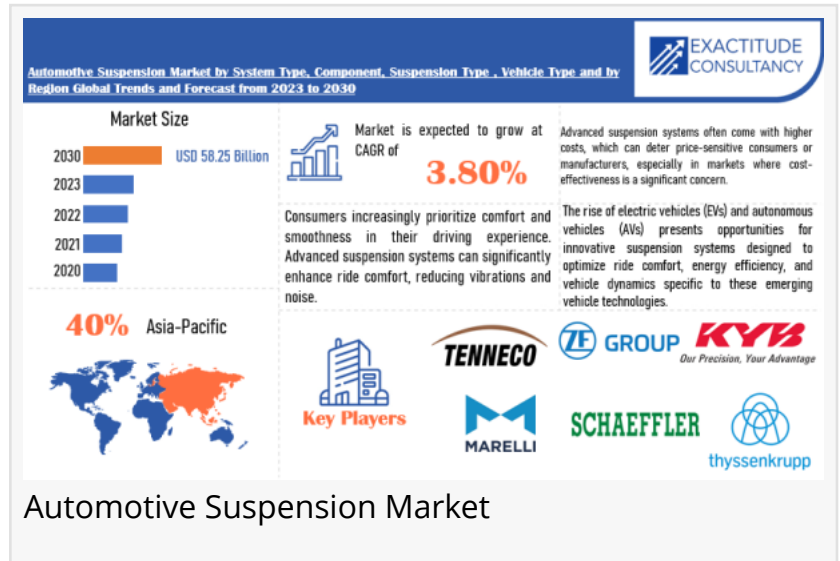 Automotive Suspension Market by System Type, Component, Suspension Type , Vehicle Type and by
Region Global Trends and Forecast from 2023 to 2030
EXACTITUDE
CONSULTANCY
Market Size
2030
USD 58.25 Billion
2023
2022
2021
2020
Market is expected to grow at
CAGR of
3.80%
Advanced suspension systems often come with higher
costs, which can deter price-sensitive consumers or
manufacturers, especially in markets where cost-
effectiveness is a significant concern.
Consumers increasingly prioritize comfort and
smoothness in their driving experience.
Advanced suspension systems can significantly
enhance ride comfort, reducing vibrations and
noise.
The rise of electric vehicles (EVs) and autonomous
vehicles (AVs) presents opportunities for
innovative suspension systems designed to
optimize ride comfort, energy efficiency, and
vehicle dynamics specific to these emerging
vehicle technologies.
40% Asia-Pacific
Key Players
TENNECO
ZF GROUP
KYB
Our Precision, Your Advantage
MARELLI
SCHAEFFLER
thyssenkrupp
Automotive Suspension Market